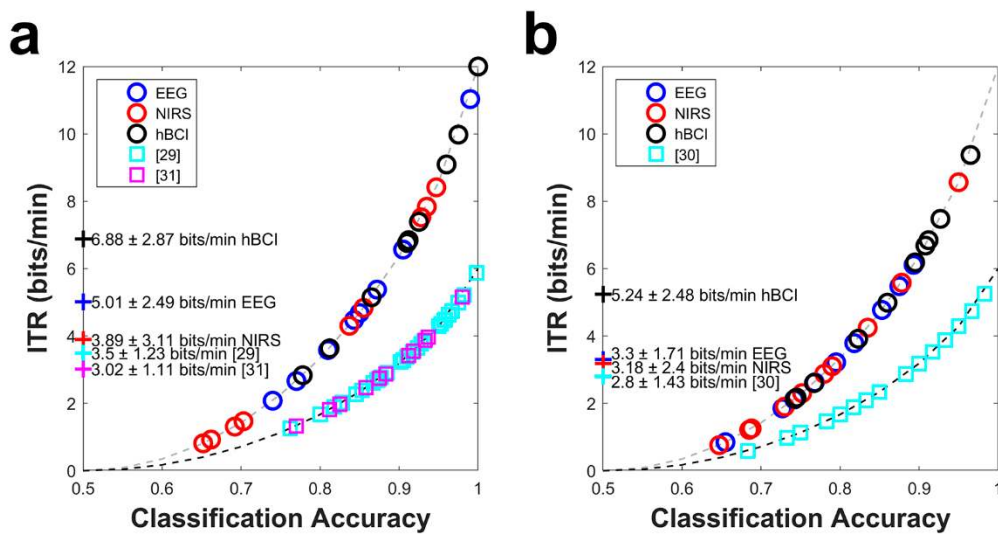 a
12
10
8
6
4
2
0
0.5
0.6
0.7
0.8
0.9
1
ITR (bits/min)
Classification Accuracy
EEG
NIRS
hBCI
[29]
[31]
6.88 ± 2.87 bits/min hBCI
5.01 ± 2.49 bits/min EEG
3.89 ± 3.11 bits/min NIRS
3.5 ± 1.23 bits/min [29]
3.02 ± 1.11 bits/min [31]
b
12
10
8
6
4
2
0
0.5
0.6
0.7
0.8
0.9
1
ITR (bits/min)
Classification Accuracy
EEG
NIRS
hBCI
[30]
5.24 ± 2.48 bits/min hBCI
3.3 ± 1.71 bits/min EEG
3.18 ± 2.4 bits/min NIRS
2.8 ± 1.43 bits/min [30]